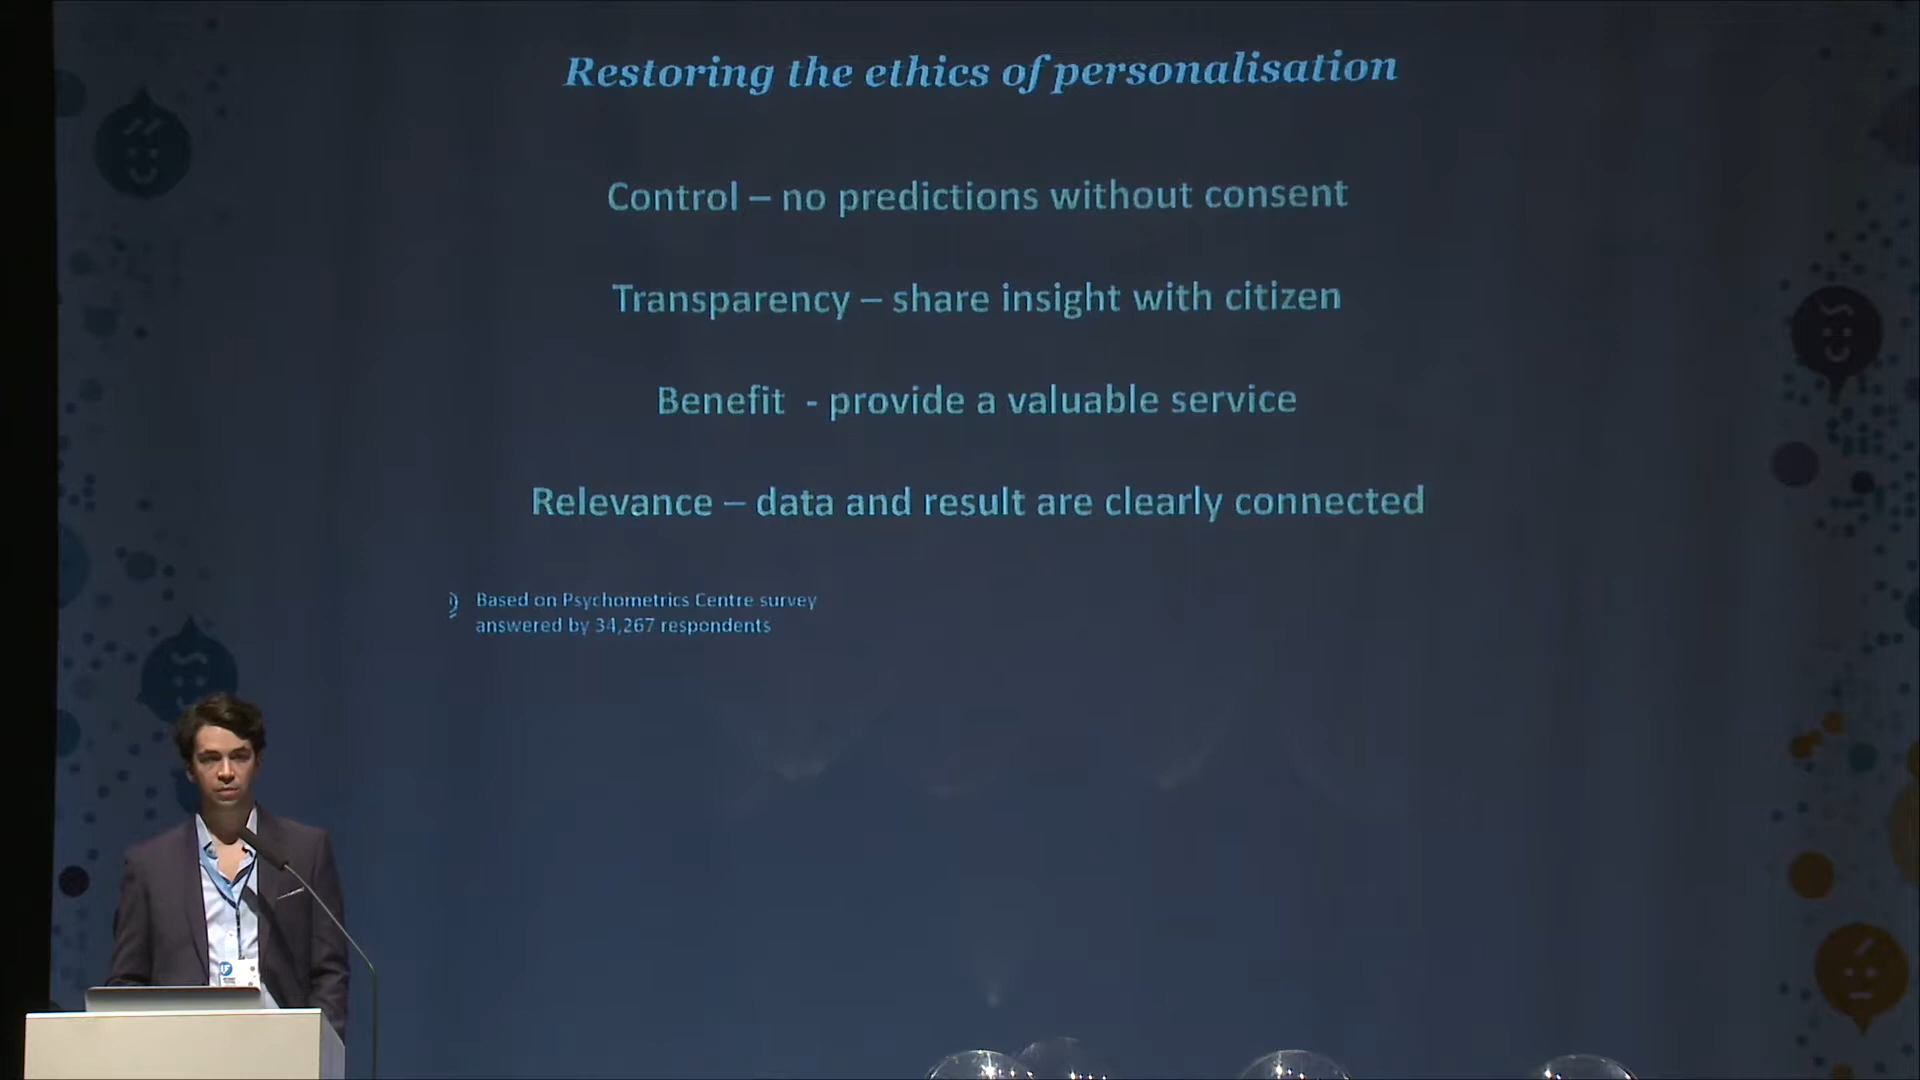 Restoring the ethics of personalisation
Control – no predictions without consent
Transparency – share insight with citizen
Benefit - provide a valuable service
Relevance – data and result are clearly connected
Based on Psychometrics Centre survey
answered by 34,267 respondents